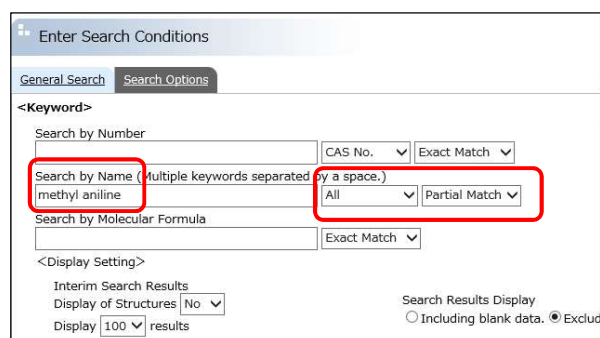 Enter Search Conditions
General Search Search Options
<Keyword>
Search by Number
CAS No. Exact Match
Search by Name (Multiple keywords separated by a space.)
methyl aniline All Partial Match
Search by Molecular Formula
Exact Match
<Display Setting>
Interim Search Results
Display of Structures No Search Results Display
Display 100 results Including blank data. Exclud